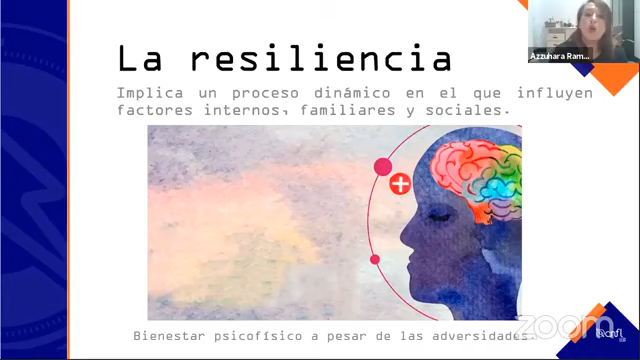 La resiliencia
Implica un proceso dinámico en el que influyen
factores internos, familiares y sociales.
Bienestar psicofísico a pesar de las adversidades.
Azzuhara Ram...
zoom